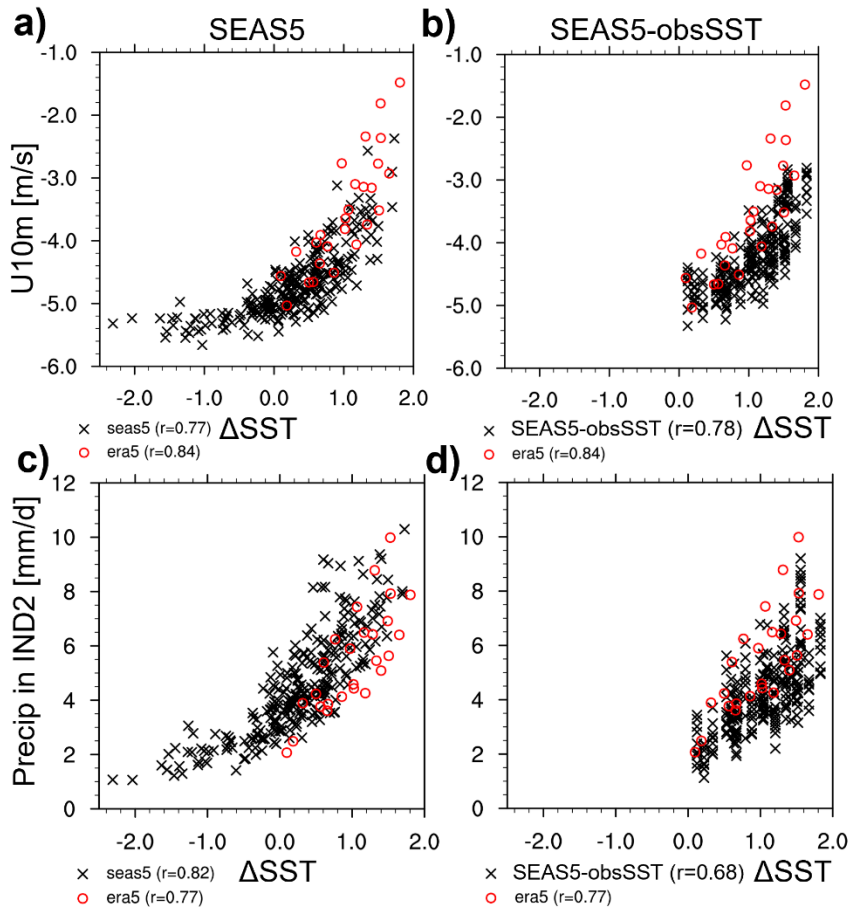 a) SEAS5
b) SEAS5-obsSST
U10m [m/s]
-1.0
-2.0
-3.0
-4.0
-5.0
-6.0
-2.0 -1.0 0.0 1.0 2.0
× seas5 (r=0.77) ΔSST
○ era5 (r=0.84)
-1.0
-2.0
-3.0
-4.0
-5.0
-6.0
-2.0 -1.0 0.0 1.0 2.0
× SEAS5-obsSST (r=0.78) ΔSST
○ era5 (r=0.84)
c)
Precip in IND2 [mm/d]
12
10
8
6
4
2
0
-2.0 -1.0 0.0 1.0 2.0
× seas5 (r=0.82) ΔSST
○ era5 (r=0.77)
d)
12
10
8
6
4
2
0
-2.0 -1.0 0.0 1.0 2.0
× SEAS5-obsSST (r=0.68) ΔSST
○ era5 (r=0.77)